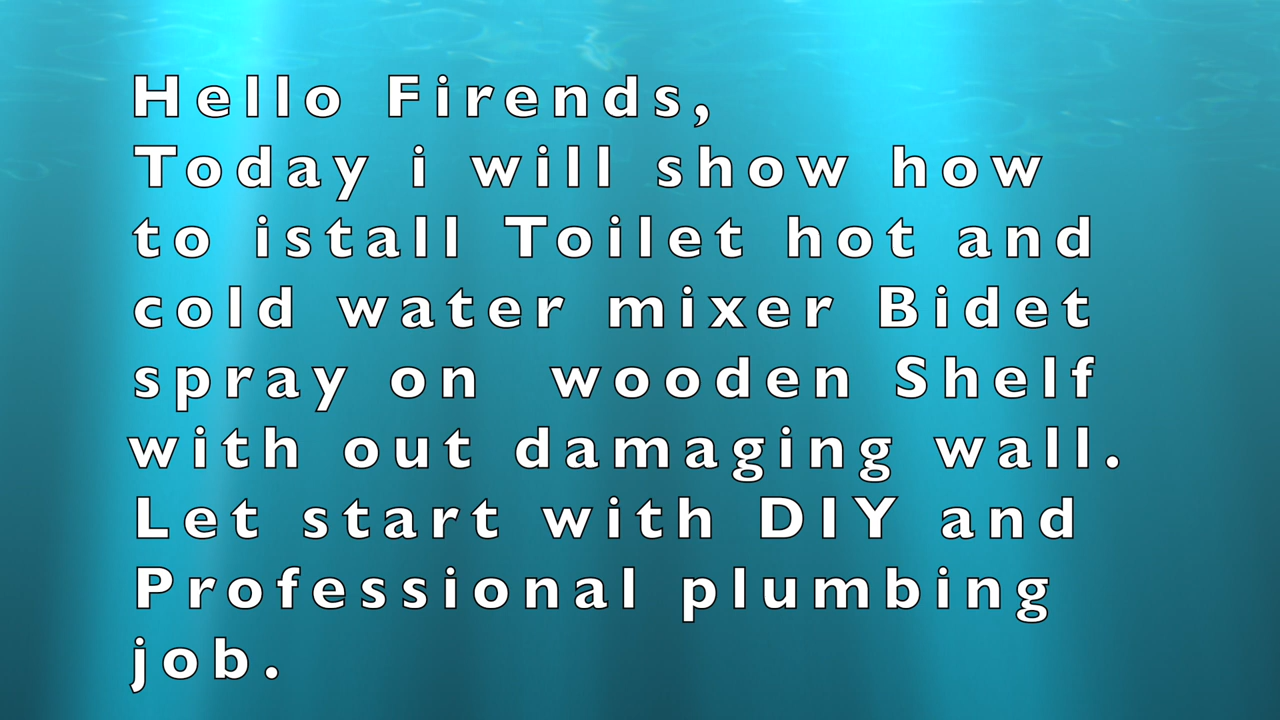 Hello Firends,
Today i will show how
to istall Toilet hot and
cold water mixer Bidet
spray on wooden Shelf
with out damaging wall.
Let start with DIY and
Professional plumbing
job.